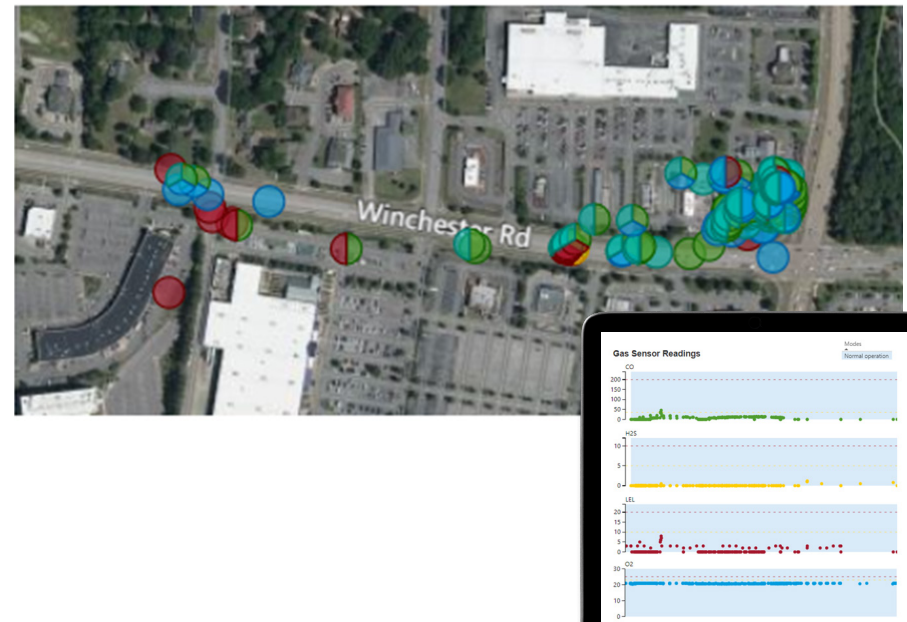 Winchester Rd
Modes
Gas Sensor Readings
Normal operation
CO
200
150
100
50
0
H2S
10
5
0
LEL
20
15
10
5
0
O2
30
20
10
0